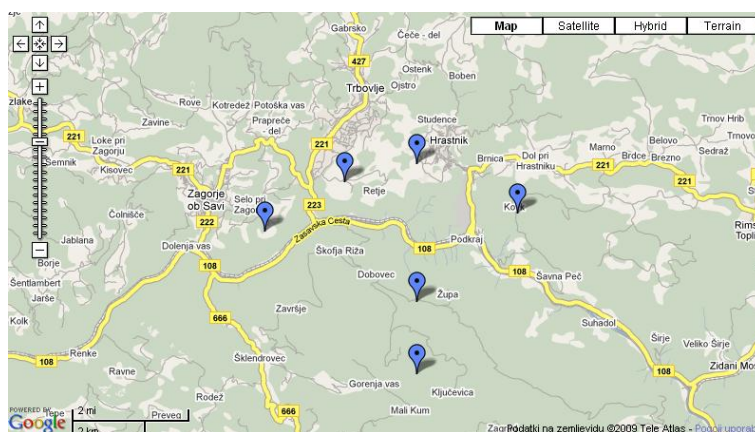 Map Satellite Hybrid Terrain
Gabrsko
Čeče - del
427
Ostenk
Ojstro
Boben
Trbovlje
Rove
Kotredež
Potoška vas
Zavine
Prapreče - del
221
Studence
Hrastnik
Trnov Hrib
Loke pri Zagorju
Semnik
Kisovec
221
221
Brnica
Dol pri Hrastniku
Marno
Belovo
Brdce
Brezno
Sedraž
221
221
Zagorje ob Savi
Selo pri
Retje
223
222
Čolnišče
Zasavska Cesta
Jablana
Dolenja vas
Podkraj
108
Borje
Škofja Riža
108
Šentlambert
Jarše
Dobovec
Župa
108
Šavna Peč
Kolk
Završje
666
Suhadol
Širje
Veliko Širje
108
Renke
Šklendrovec
Zidani
108
Ravne
Gorenja vas
Ključevica
Rodež
Mali Kum
666
POWERED BY
Google
2 mi
2 km
Preveg
Podatki na zemljevidu ©2009 Tele Atlas -